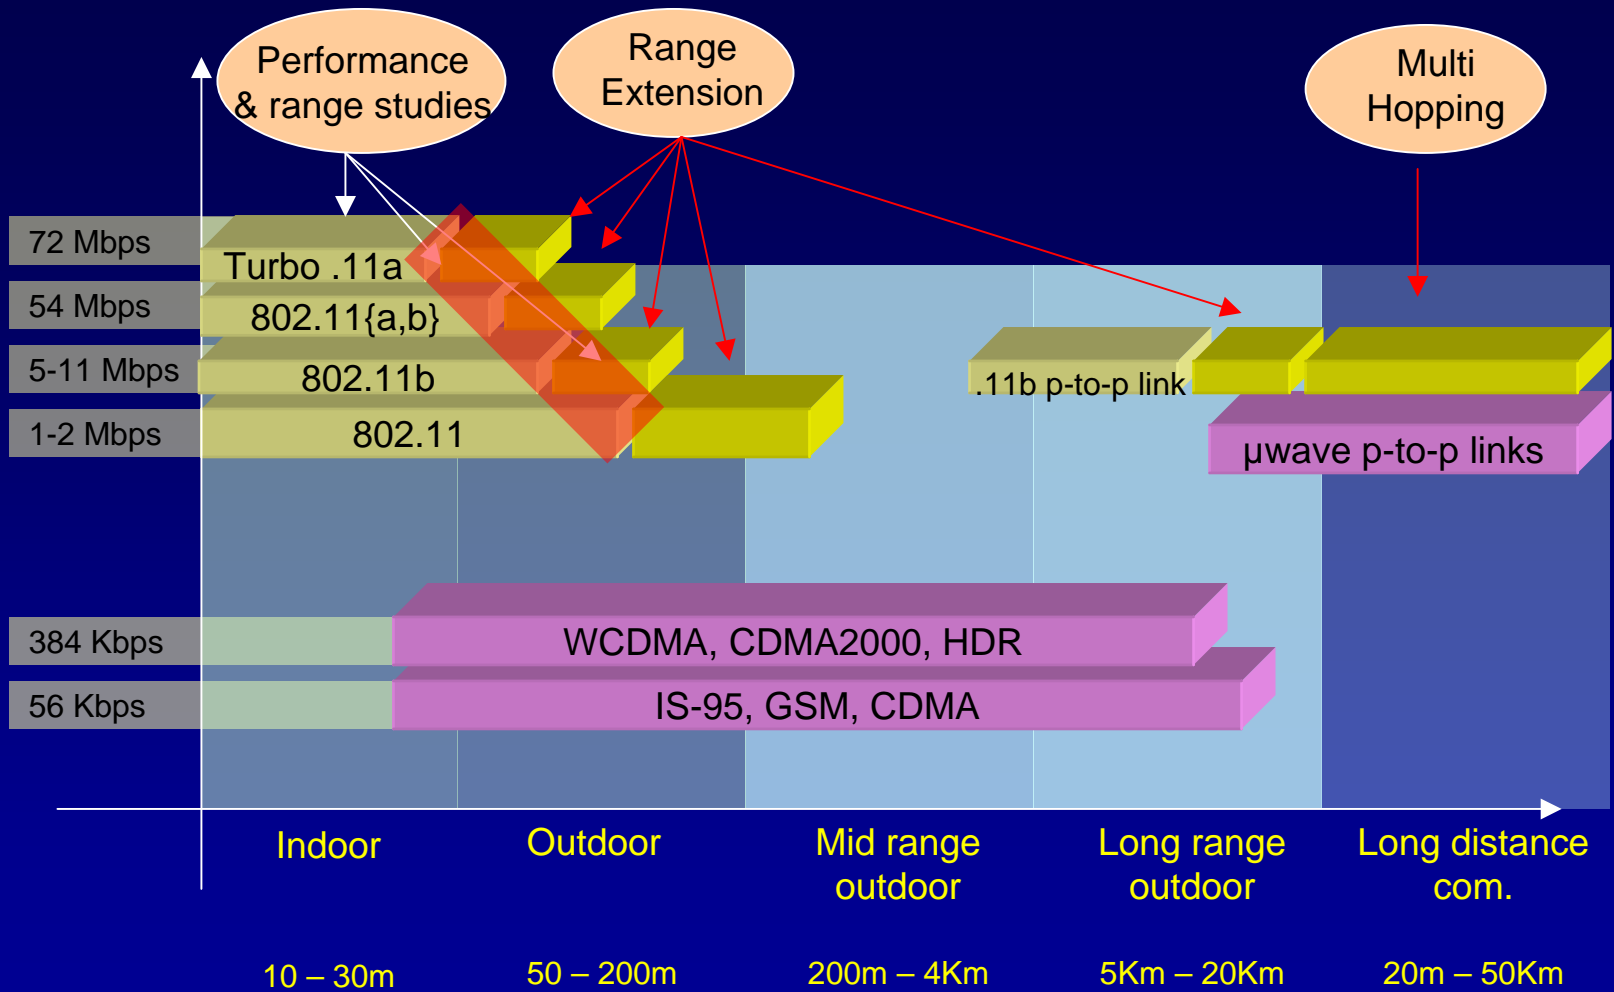 Performance
& range studies
Range
Extension
Multi
Hopping
72 Mbps
Turbo .11a
54 Mbps
802.11{a,b}
5-11 Mbps
802.11b
.11b p-to-p link
1-2 Mbps
802.11
μwave p-to-p links
384 Kbps
WCDMA, CDMA2000, HDR
56 Kbps
IS-95, GSM, CDMA
Indoor
Outdoor
Mid range
outdoor
Long range
outdoor
Long distance
com.
10 – 30m
50 – 200m
200m – 4Km
5Km – 20Km
20m – 50Km